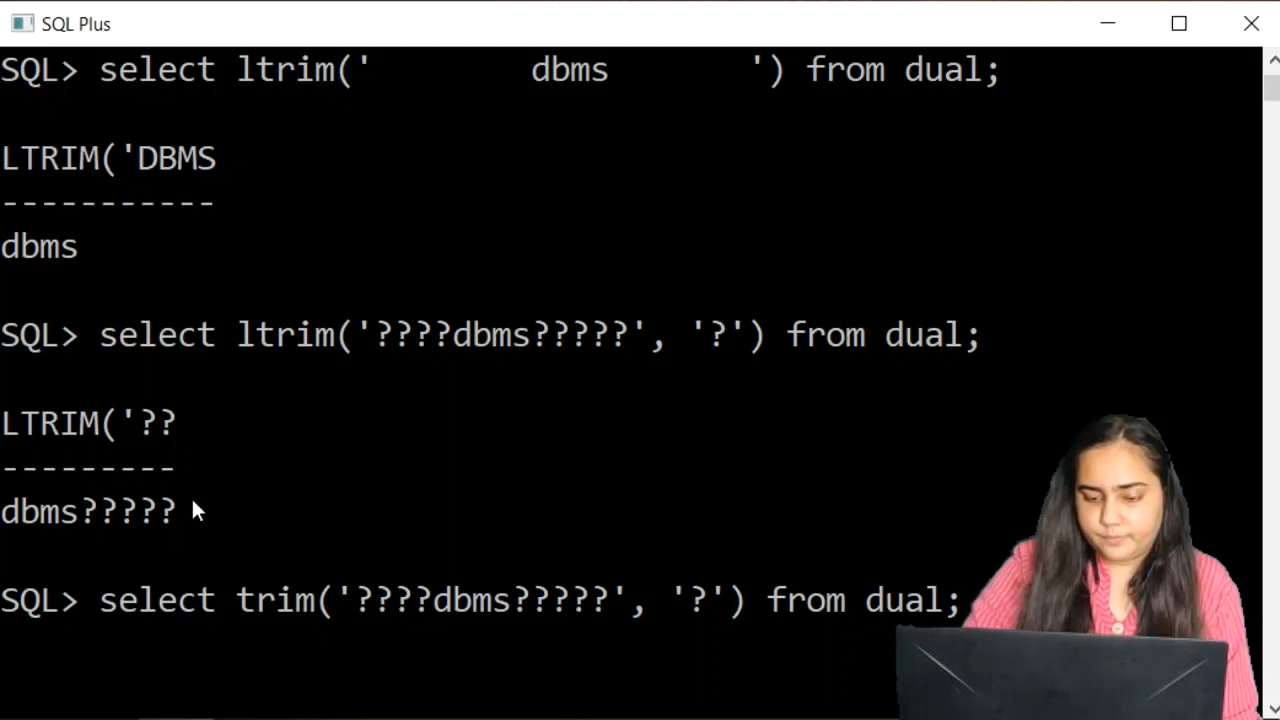 SQL Plus
SQL> select ltrim('        dbms       ') from dual;
LTRIM('DBMS
-----------
dbms
SQL> select ltrim('????dbms?????', '?') from dual;
LTRIM('??
---------
dbms?????
SQL> select trim('????dbms?????', '?') from dual;